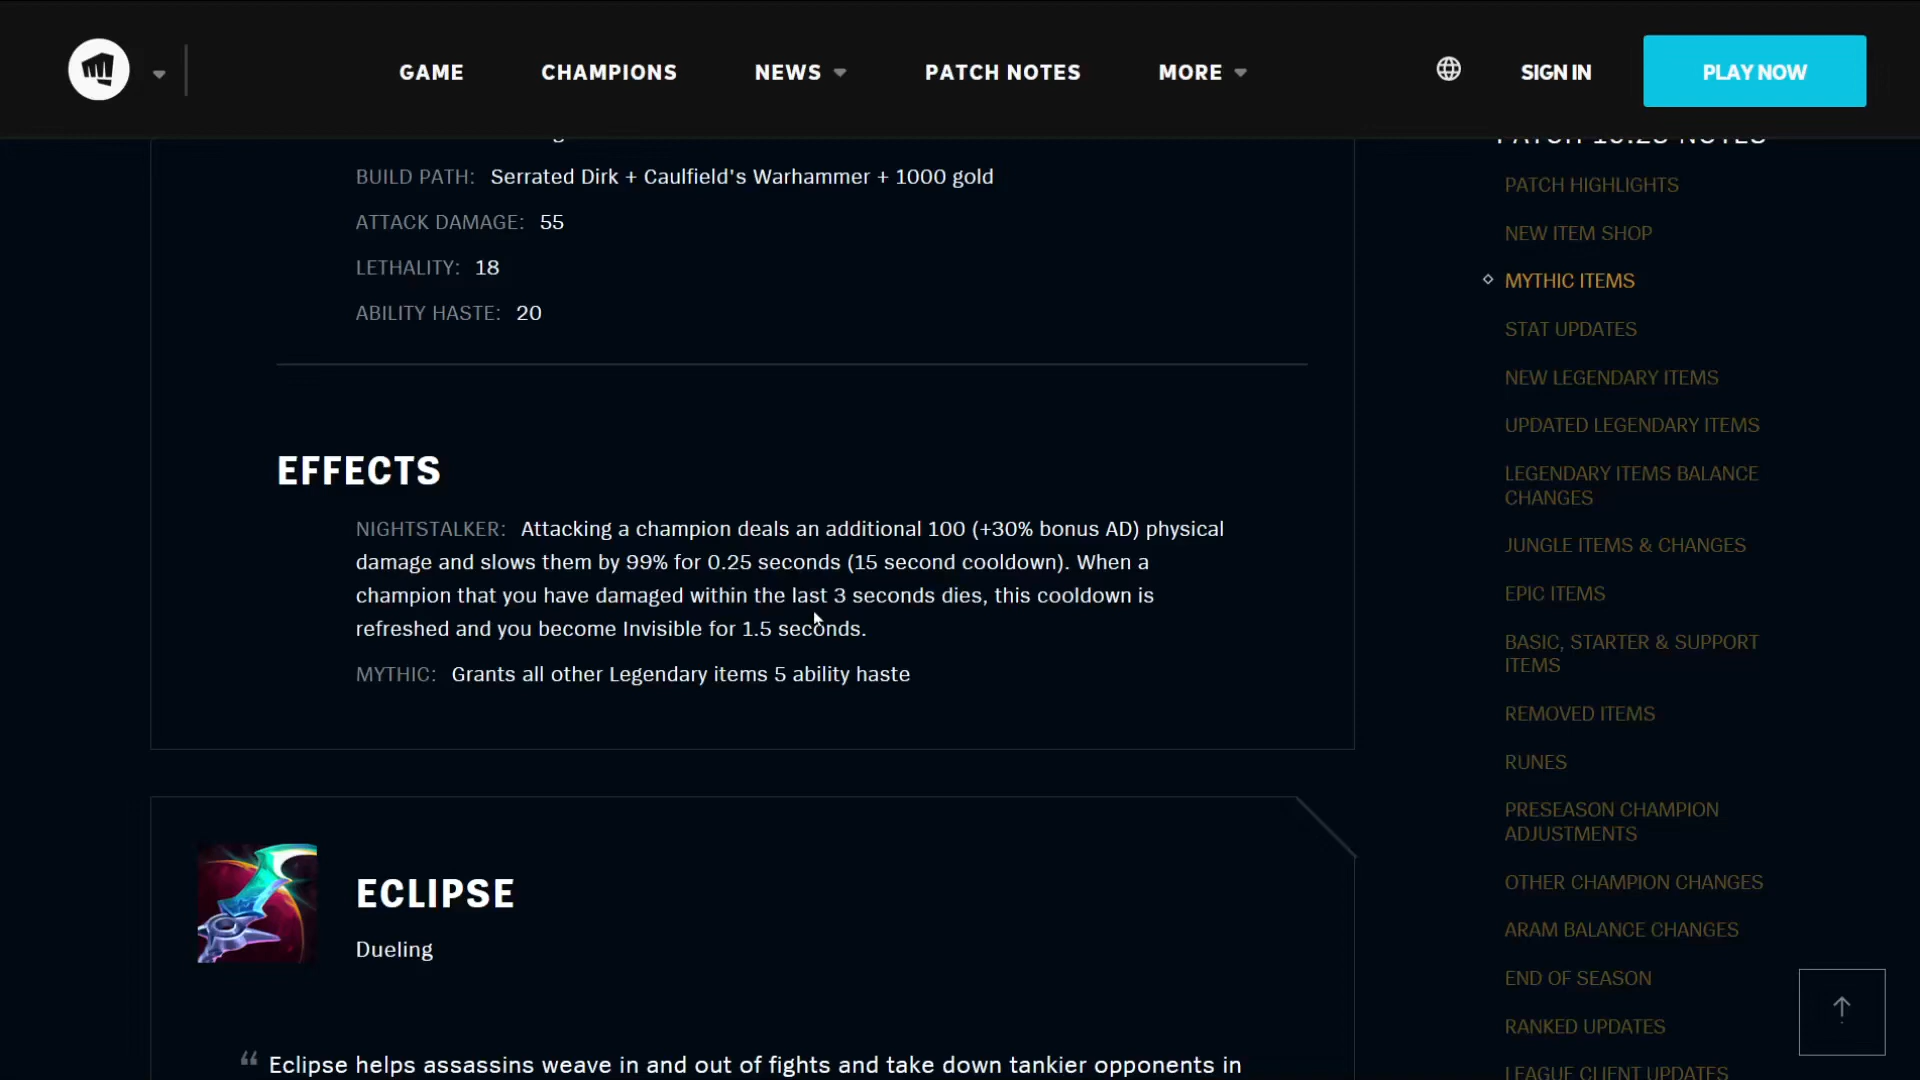 GAME
CHAMPIONS
NEWS
PATCH NOTES
MORE
SIGN IN
PLAY NOW
BUILD PATH: Serrated Dirk + Caulfield's Warhammer + 1000 gold
ATTACK DAMAGE: 55
LETHALITY: 18
ABILITY HASTE: 20
EFFECTS
NIGHTSTALKER: Attacking a champion deals an additional 100 (+30% bonus AD) physical
damage and slows them by 99% for 0.25 seconds (15 second cooldown). When a
champion that you have damaged within the last 3 seconds dies, this cooldown is
refreshed and you become Invisible for 1.5 seconds.
MYTHIC: Grants all other Legendary items 5 ability haste
ECLIPSE
Dueling
“ Eclipse helps assassins weave in and out of fights and take down tankier opponents in
PATCH HIGHLIGHTS
NEW ITEM SHOP
MYTHIC ITEMS
STAT UPDATES
NEW LEGENDARY ITEMS
UPDATED LEGENDARY ITEMS
LEGENDARY ITEMS BALANCE
CHANGES
JUNGLE ITEMS & CHANGES
EPIC ITEMS
BASIC, STARTER & SUPPORT
ITEMS
REMOVED ITEMS
RUNES
PRESEASON CHAMPION
ADJUSTMENTS
OTHER CHAMPION CHANGES
ARAM BALANCE CHANGES
END OF SEASON
RANKED UPDATES
LEAGUE CLIENT UPDATES